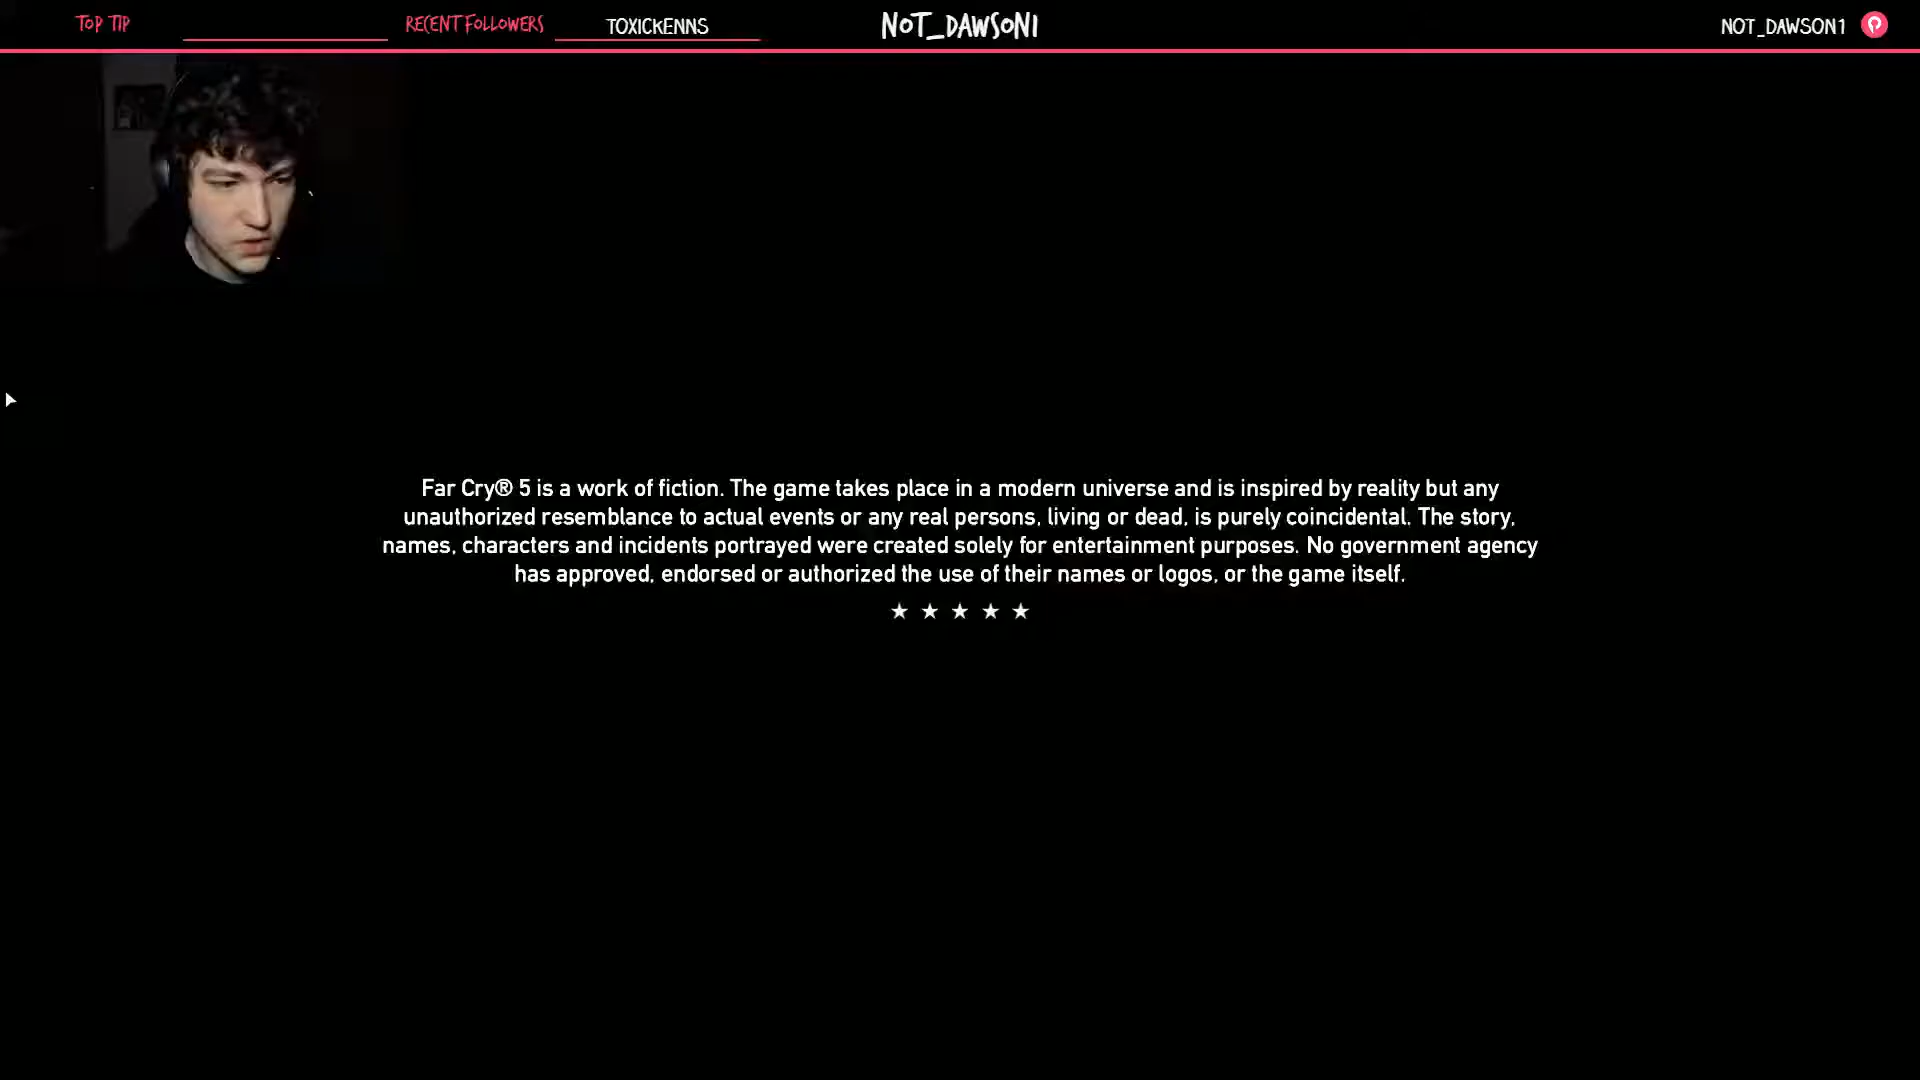 TOP TIP
RECENT FOLLOWERS
TOXICKENNS
NOT_DAWSON1
NOT_DAWSON1
Far Cry® 5 is a work of fiction. The game takes place in a modern universe and is inspired by reality but any
unauthorized resemblance to actual events or any real persons, living or dead, is purely coincidental. The story,
names, characters and incidents portrayed were created solely for entertainment purposes. No government agency
has approved, endorsed or authorized the use of their names or logos, or the game itself.
★ ★ ★ ★ ★